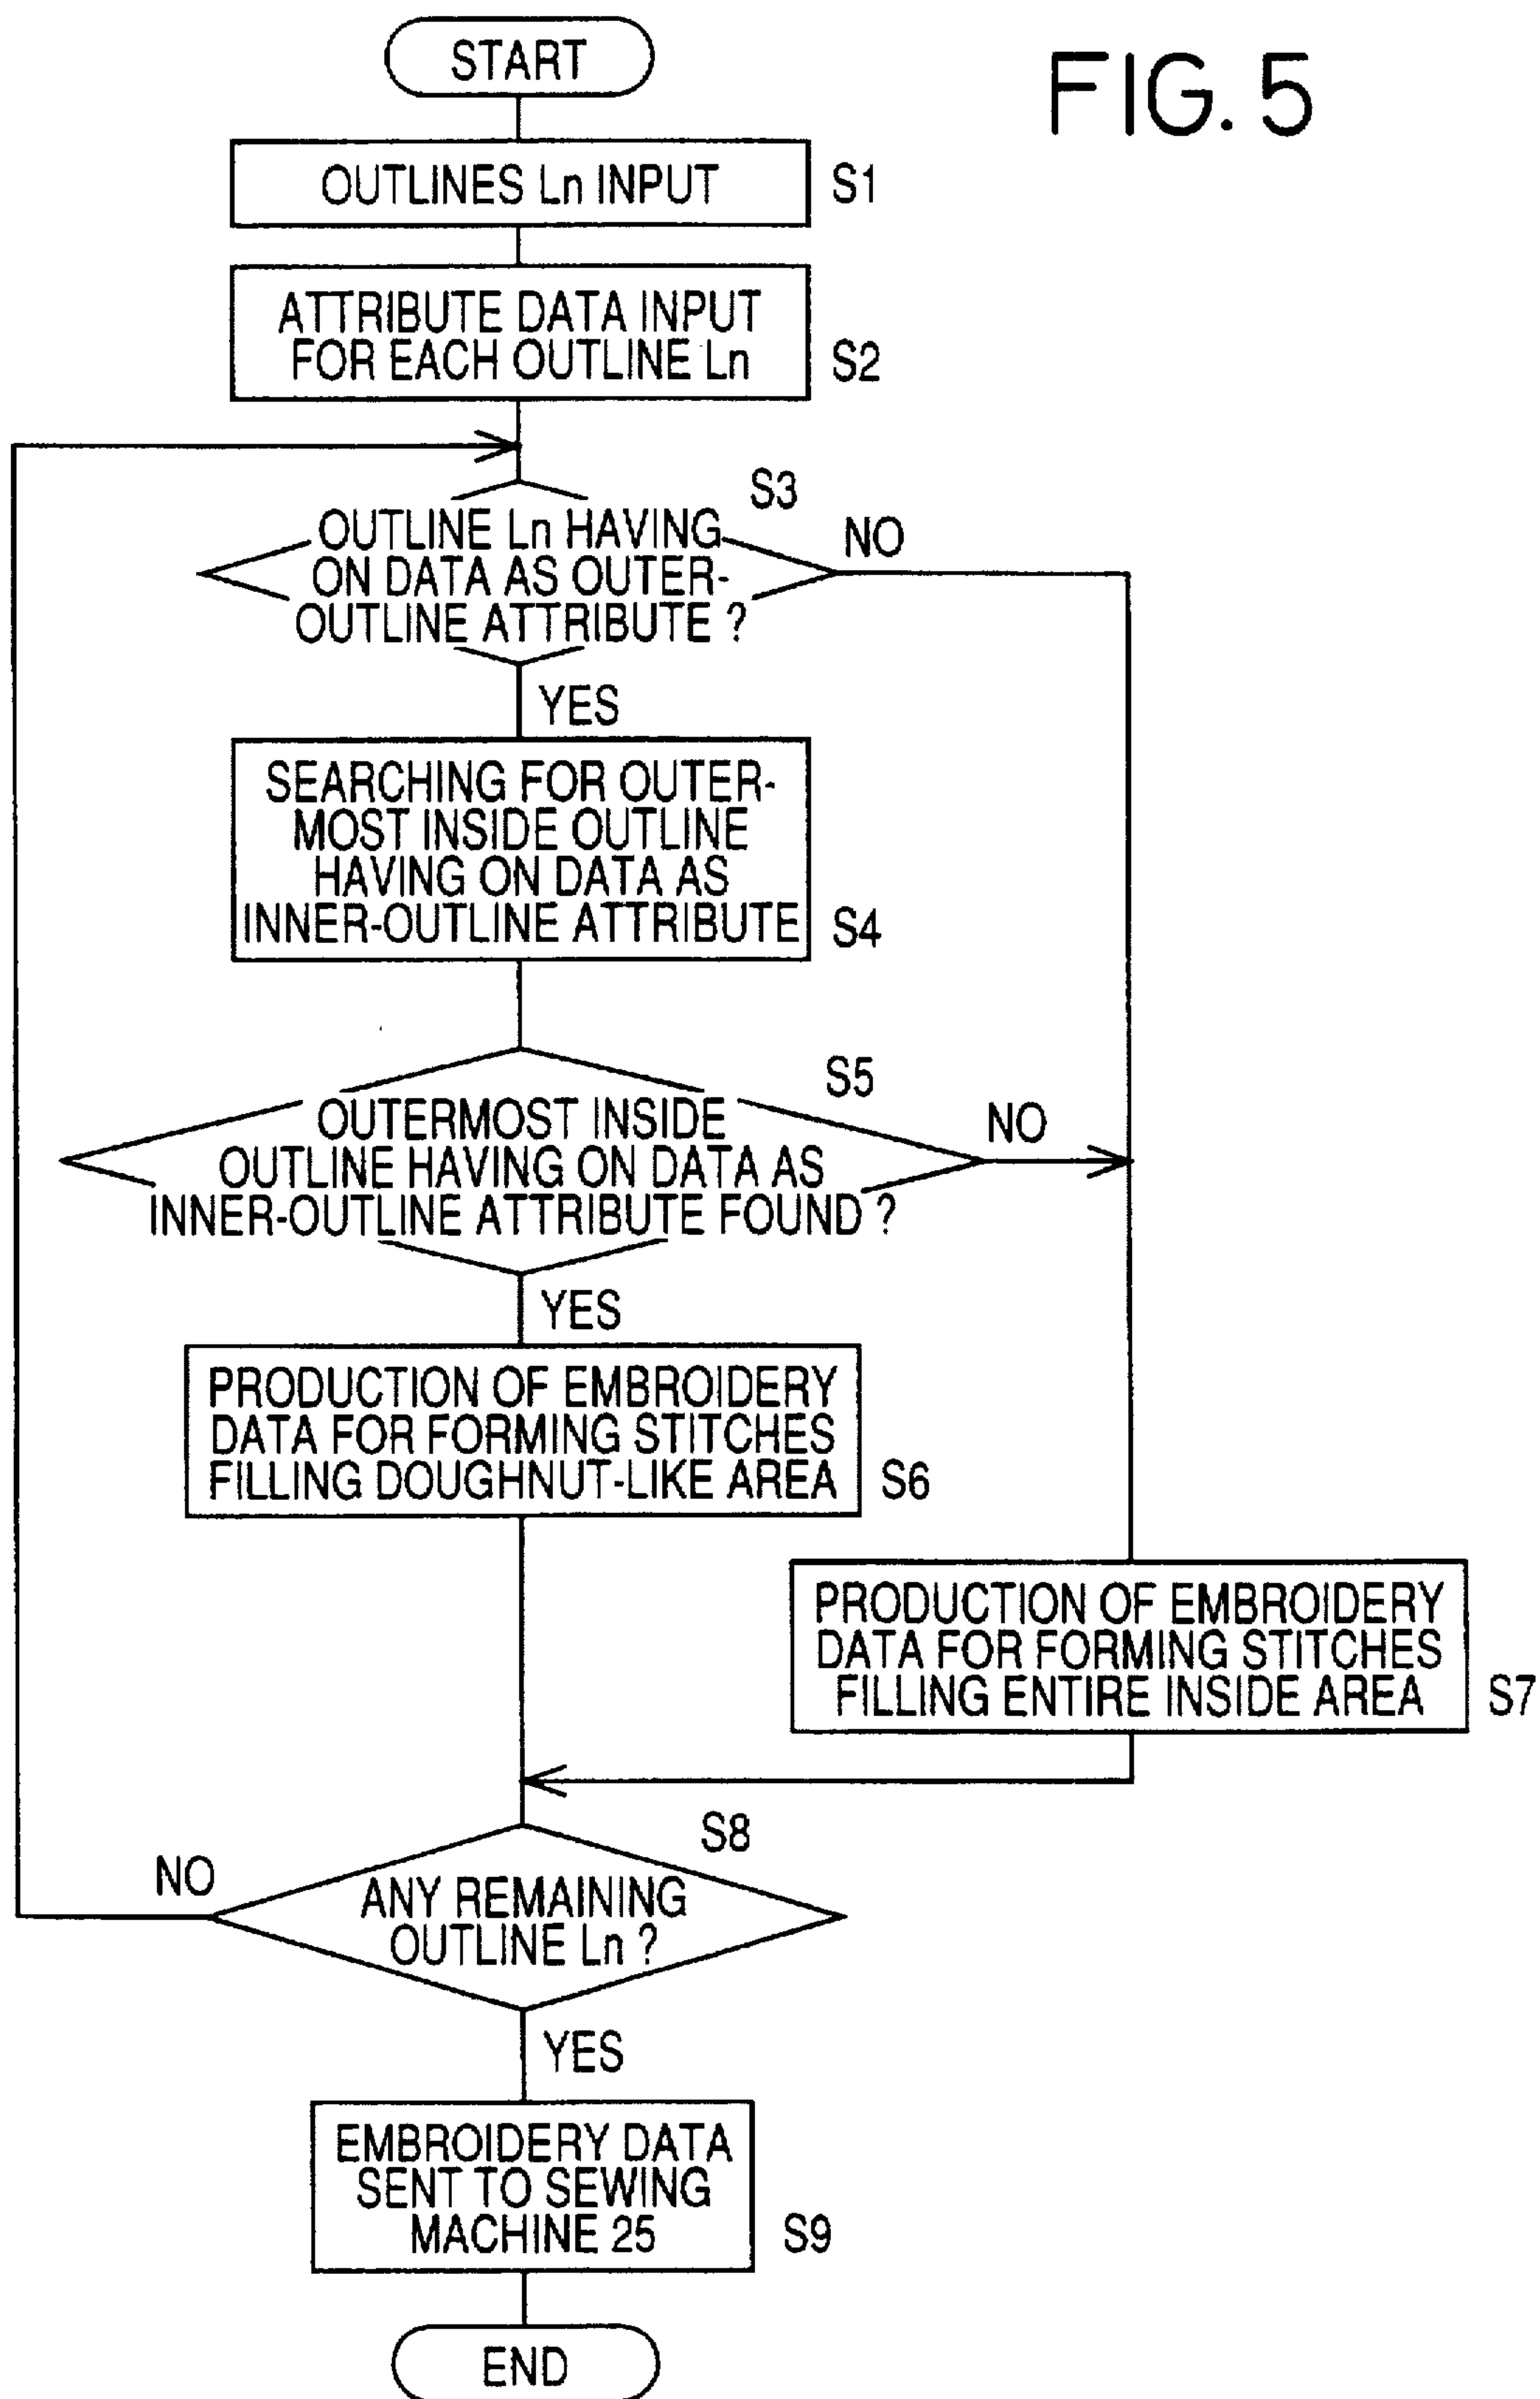 START
FIG. 5
OUTLINES Ln INPUT
S1
ATTRIBUTE DATA INPUT
FOR EACH OUTLINE Ln
S2
S3
OUTLINE Ln HAVING
ON DATA AS OUTER-
OUTLINE ATTRIBUTE ?
NO
YES
SEARCHING FOR OUTER-
MOST INSIDE OUTLINE
HAVING ON DATA AS
INNER-OUTLINE ATTRIBUTE
S4
S5
OUTERMOST INSIDE
OUTLINE HAVING ON DATA AS
INNER-OUTLINE ATTRIBUTE FOUND ?
NO
YES
PRODUCTION OF EMBROIDERY
DATA FOR FORMING STITCHES
FILLING DOUGHNUT-LIKE AREA
S6
PRODUCTION OF EMBROIDERY
DATA FOR FORMING STITCHES
FILLING ENTIRE INSIDE AREA
S7
S8
NO
ANY REMAINING
OUTLINE Ln ?
YES
EMBROIDERY DATA
SENT TO SEWING
MACHINE 25
S9
END